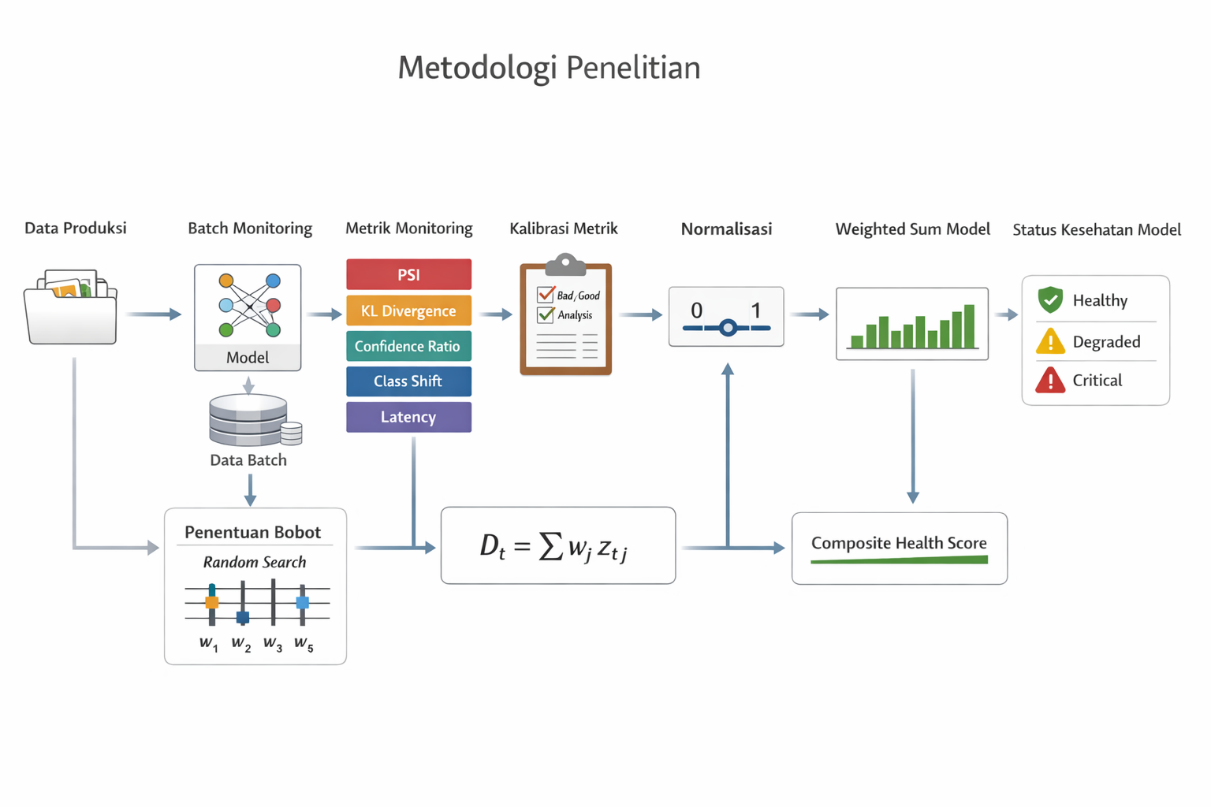 Metodologi Penelitian
Data Produksi
Batch Monitoring
Metrik Monitoring
Kalibrasi Metrik
Normalisasi
Weighted Sum Model
Status Kesehatan Model
Model
Data Batch
PSI
KL Divergence
Confidence Ratio
Class Shift
Latency
Bad, Good
Analysis
0 1
Healthy
Degraded
Critical
Penentuan Bobot
Random Search
w₁ w₂ w₃ w₅
Dₜ = ∑ wⱼ zₜⱼ
Composite Health Score